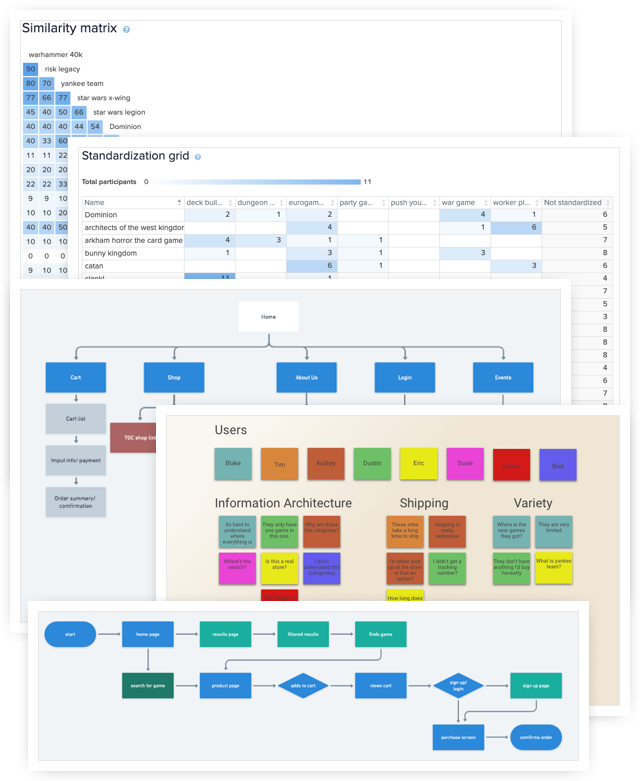 Similarity matrix ?
warhammer 40k
90 risk legacy
80 70 yankee team
77 66 77 star wars x-wing
45 40 50 66 star wars legion
40 40 40 44 54 Dominion
40 33 60
11 11 22
20 20 20
22 22 33
9 9 10
10 10 20
40 40 50
10 10 10
0 0 0
9 10 10
Standardization grid ?
Total participants 0 11
Name deck buil... dungeon ... eurogam... party ga... push you... war game worker pl... Not standardized
Dominion 2 1 2 4 1 6
architects of the west kingdor 4 1 6 5
arkham horror the card game 4 3 1 1 7
bunny kingdom 1 3 1 3 8
catan 6 1 3 6
11 1 4
7
5
3
8
8
8
4
6
7
Home
Cart Shop About Us Login Events
Cart list
Imput info/ payment
Order summery/
comfirmation
TGC shop
Users
Blake Tim Audrey Dustin Eric Susie Bret
Information Architecture Shipping Variety
its hard to understand where everything is
They only have one game in this one
Why are there the categories?
These sites take a long time to ship
shipping is really expensive
Where is the new games they got?
They are very limited
Where's the search?
Is this a real store?
I don't understand
I'd rather pick up at the store is that an option?
I didn't get a tracking number?
They don't have anything I'd buy honestly
What is yankee team?
How long does
start home page results page filtered results finds game
search for game product page adds to cart views cart sign up/ login sign up page
purchase screen comfirms order